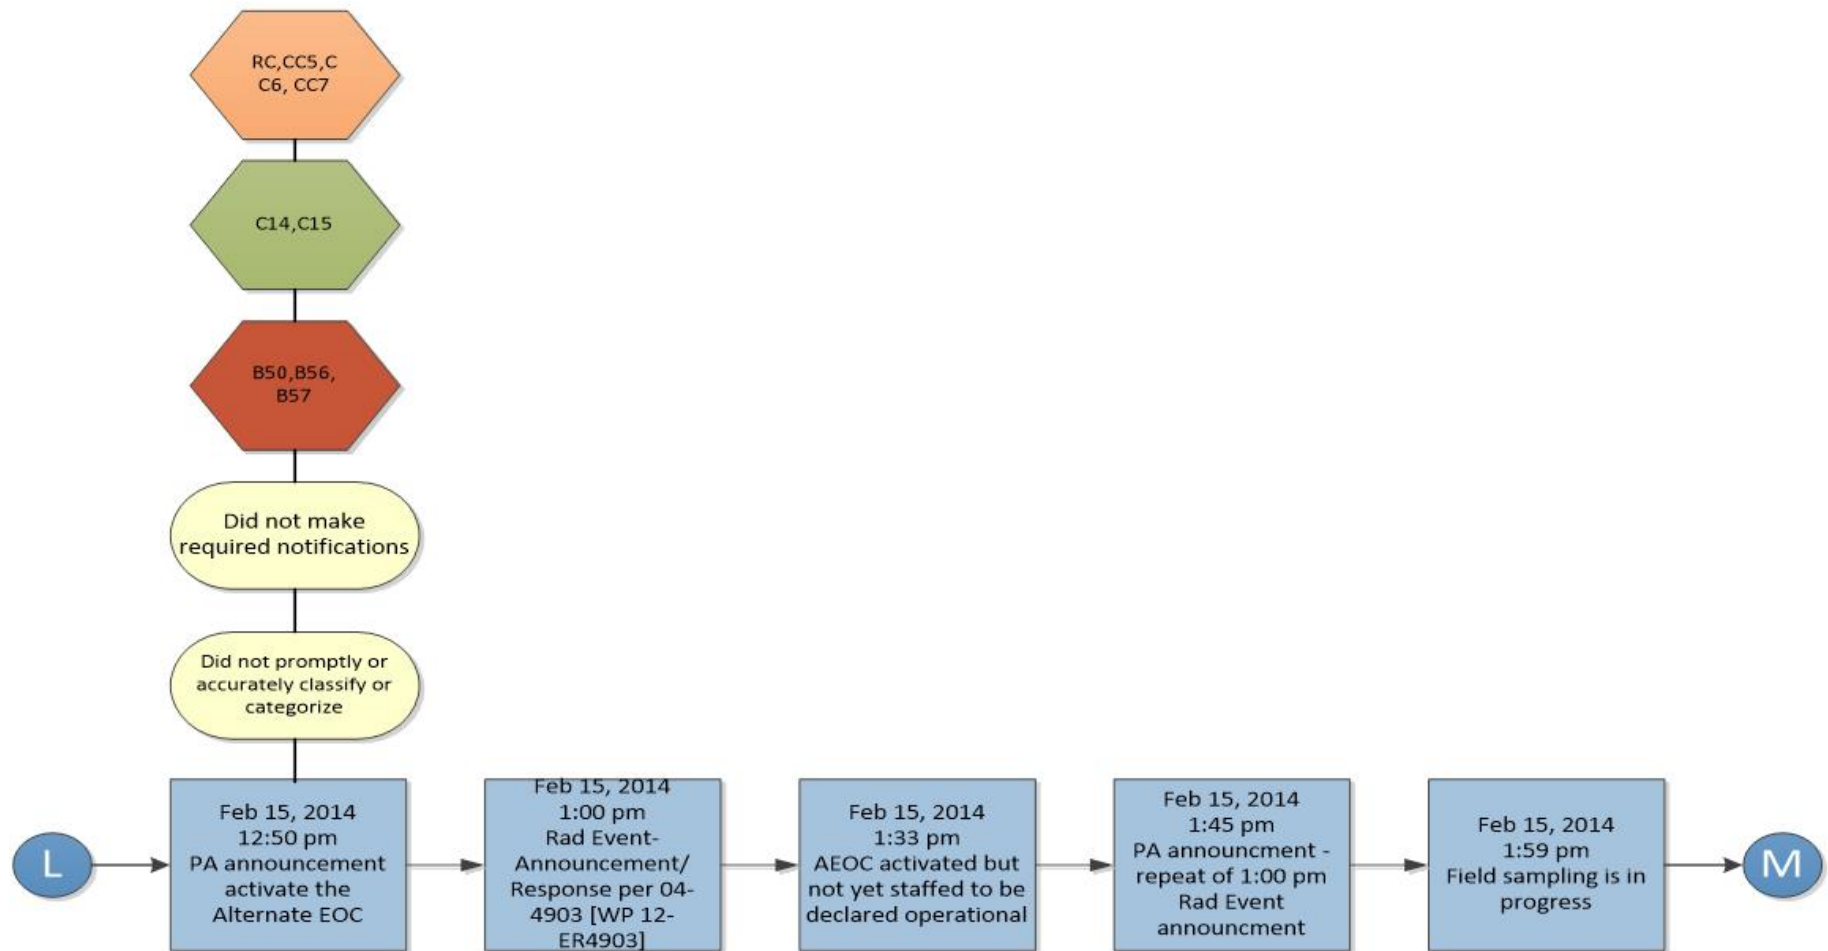 RC,CC5,C
C6, CC7
C14,C15
B50,B56,
B57
Did not make
required notifications
Did not promptly or
accurately classify or
categorize
L
Feb 15, 2014
12:50 pm
PA announcement
activate the
Alternate EOC
Feb 15, 2014
1:00 pm
Rad Event-
Announcement/
Response per 04-
4903 [WP 12-
ER4903]
Feb 15, 2014
1:33 pm
AEOC activated but
not yet staffed to be
declared operational
Feb 15, 2014
1:45 pm
PA announcment -
repeat of 1:00 pm
Rad Event
announcment
Feb 15, 2014
1:59 pm
Field sampling is in
progress
M